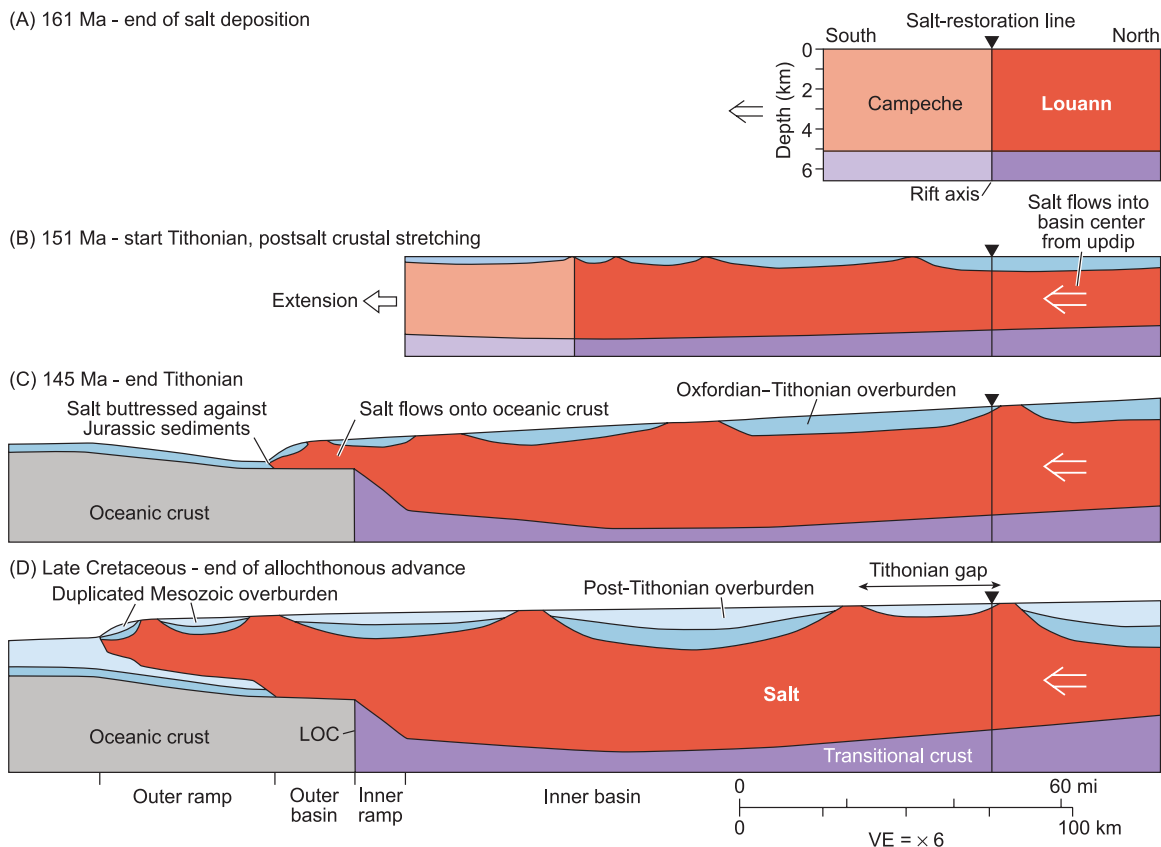 (A) 161 Ma - end of salt deposition
Salt-restoration line
South
North
0
2
4
6
Depth (km)
Campeche
Louann
Rift axis
Salt flows into
basin center
from updip
(B) 151 Ma - start Tithonian, postsalt crustal stretching
Extension
(C) 145 Ma - end Tithonian
Salt buttressed against
Jurassic sediments
Salt flows onto oceanic crust
Oxfordian–Tithonian overburden
Oceanic crust
(D) Late Cretaceous - end of allochthonous advance
Duplicated Mesozoic overburden
Post-Tithonian overburden
Tithonian gap
Salt
Oceanic crust
LOC
Transitional crust
Outer ramp
Outer
basin
Inner
ramp
Inner basin
0
60 mi
0
100 km
VE = × 6